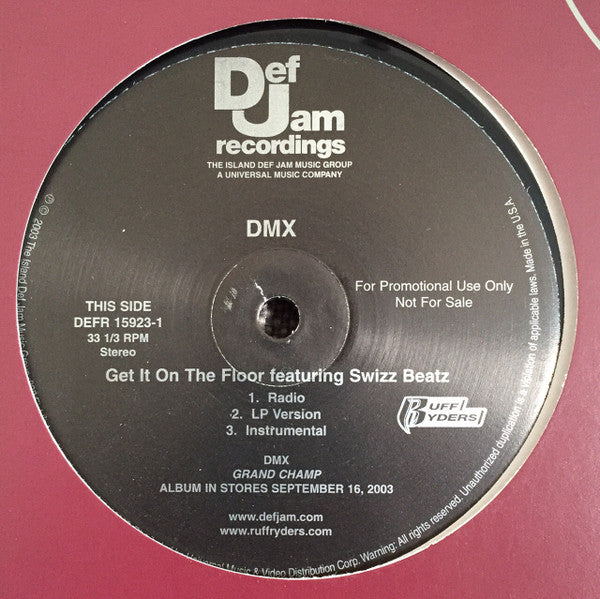 Def
Jam
recordings
THE ISLAND DEF JAM MUSIC GROUP
A UNIVERSAL MUSIC COMPANY
DMX
For Promotional Use Only
Not For Sale
THIS SIDE
DEFR 15923-1
33 1/3 RPM
Stereo
Get It On The Floor featuring Swizz Beatz
1. Radio
2. LP Version
3. Instrumental
RUFF
RYDERS
DMX
GRAND CHAMP
ALBUM IN STORES SEPTEMBER 16, 2003
www.defjam.com
www.ruffryders.com
℗ © 2003 The Island Def Jam Music
Universal Music & Video Distribution Corp. Warning: All rights reserved. Unauthorized duplication is a violation of applicable laws. Made in the U.S.A.